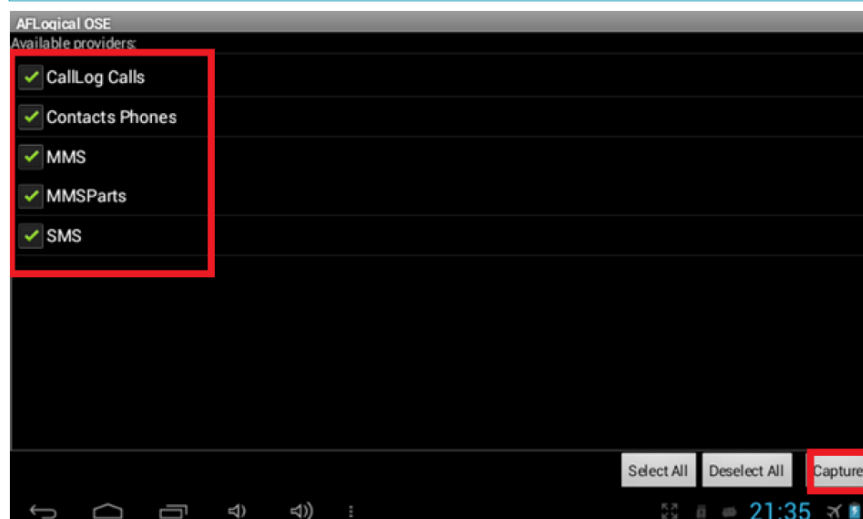 AFLogical OSE
Available providers:
CallLog Calls
Contacts Phones
MMS
MMSParts
SMS
Select All Deselect All Capture
21:35